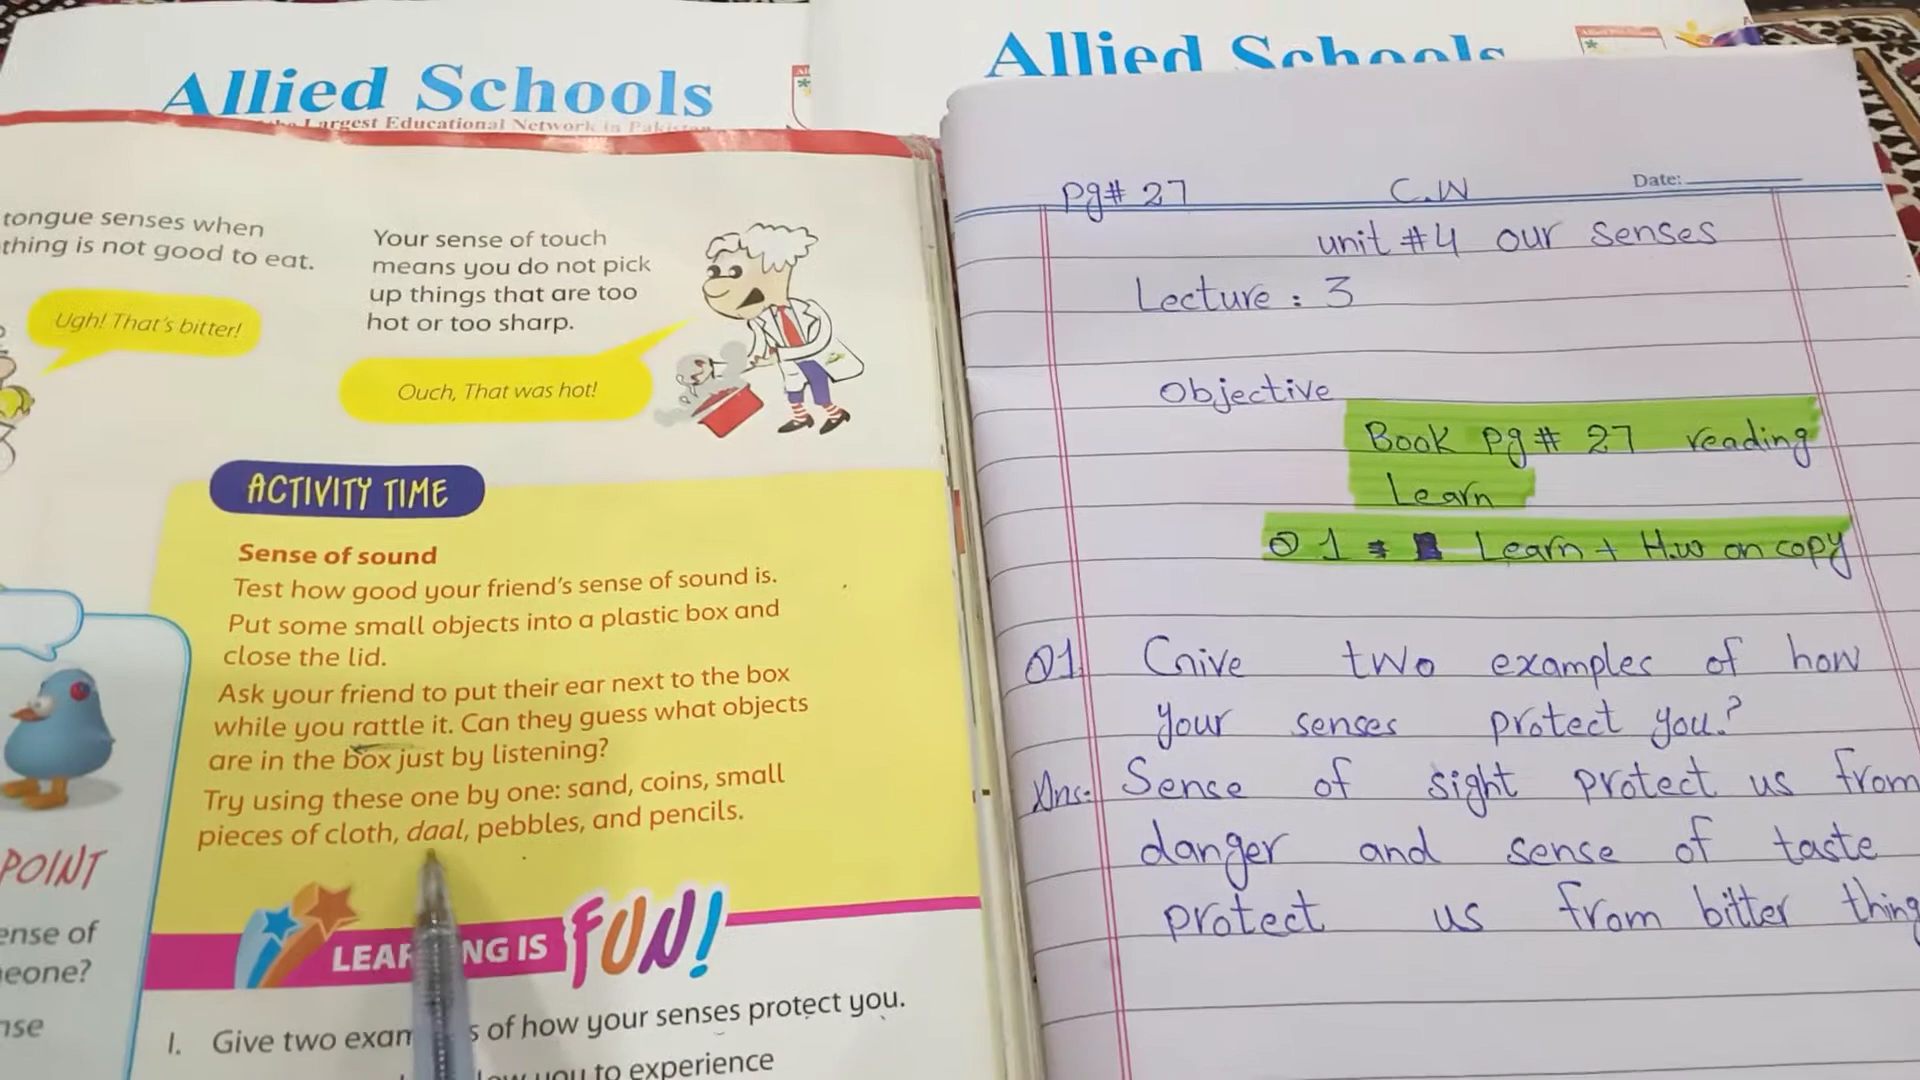 Allied Schools
Largest Educational Network in
Allied Schools
tongue senses when
thing is not good to eat.
Ugh! That's bitter!
Your sense of touch
means you do not pick
up things that are too
hot or too sharp.
Ouch, That was hot!
ACTIVITY TIME
Sense of sound
Test how good your friend's sense of sound is.
Put some small objects into a plastic box and
close the lid.
Ask your friend to put their ear next to the box
while you rattle it. Can they guess what objects
are in the box just by listening?
Try using these one by one: sand, coins, small
pieces of cloth, daal, pebbles, and pencils.
POINT
ense of
eone?
nse
LEAR NG IS FUN!
1. Give two exam s of how your senses protect you.
you to experience
Pg# 27 C.W Date:
unit #4 our senses
Lecture : 3
Objective
Book Pg# 27 reading
Learn
Q 1 Learn + H.w on copy
Q1. Give two examples of how
your senses protect you?
Ans:- Sense of sight protect us from
danger and sense of taste
protect us from bitter thing